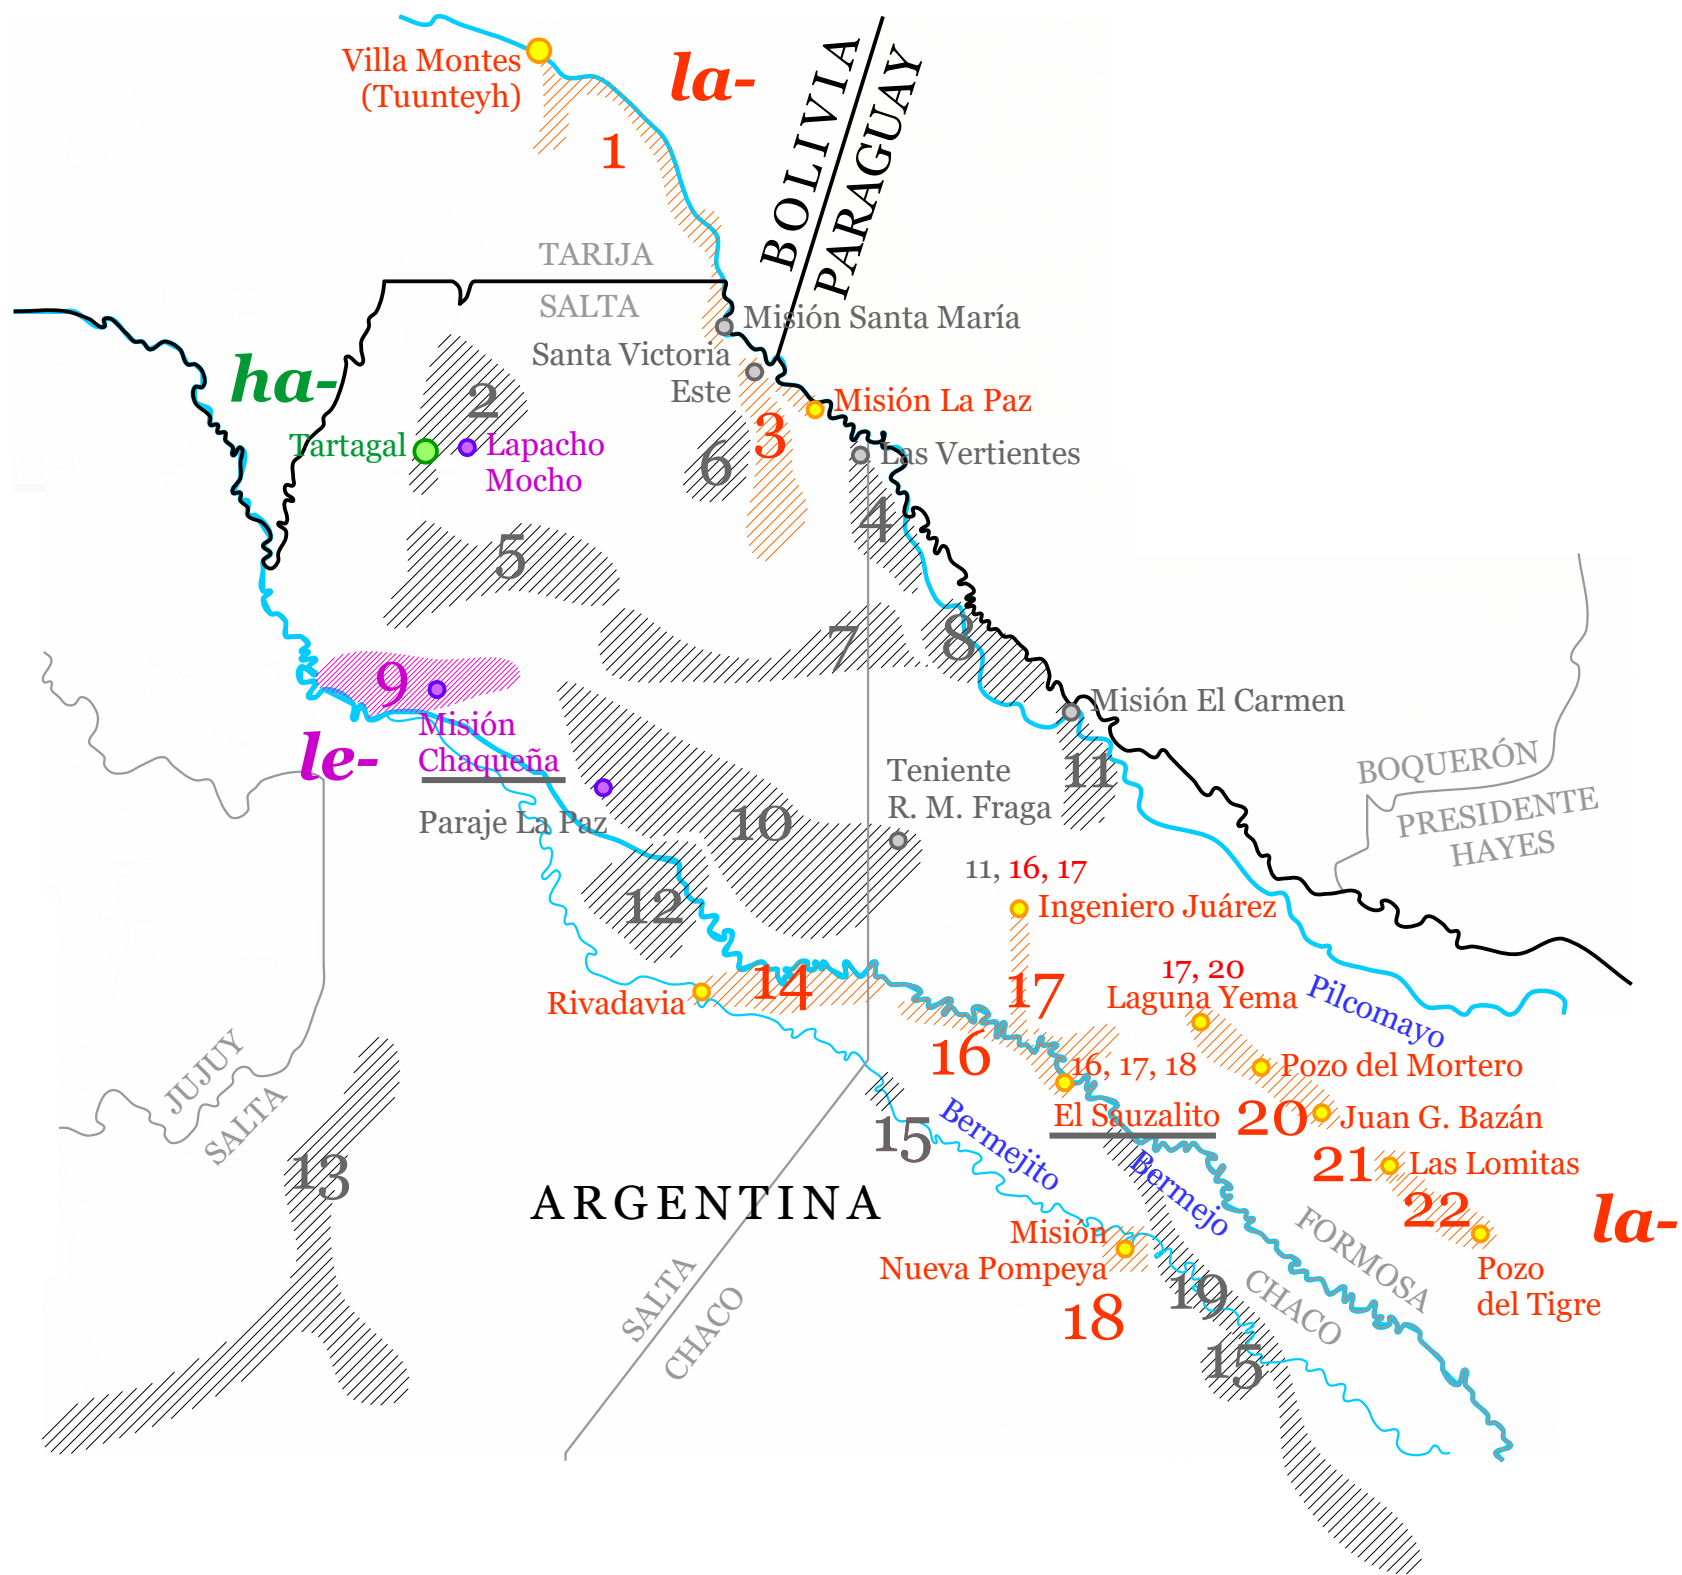 Villa Montes
(Tuunteyh)
la-
1
BOLIVIA
PARAGUAY
TARIJA
SALTA
Misión Santa María
Santa Victoria
Este
ha-
2
Misión La Paz
3
Tartagal
Lapacho
Mocho
6
Las Vertientes
4
5
7
8
9
Misión
Chaqueña
le-
Misión El Carmen
11
BOQUERÓN
PRESIDENTE
HAYES
Paraje La Paz
10
Teniente
R. M. Fraga
12
11, 16, 17
Ingeniero Juárez
17
17, 20
Laguna Yema
Pilcomayo
Rivadavia
14
16
16, 17, 18
El Sauzalito
Pozo del Mortero
20
Juan G. Bazán
JUJUY
SALTA
13
15
Bermejito
Bermejo
21
Las Lomitas
22
la-
ARGENTINA
Misión
Nueva Pompeya
18
19
FORMOSA
CHACO
Pozo
del Tigre
SALTA
CHACO
15